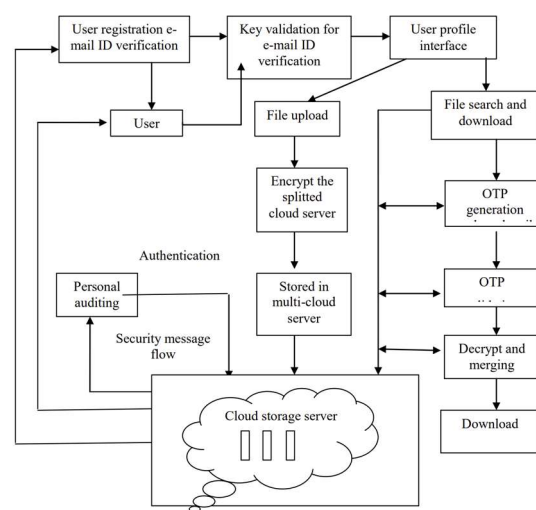 User registration e-
mail ID verification
Key validation for
e-mail ID
verification
User profile
interface
User
File upload
File search and
download
Encrypt the
splitted
cloud server
OTP
generation
Authentication
Personal
auditing
Stored in
multi-cloud
server
OTP
Security message
flow
Decrypt and
merging
Cloud storage server
Download